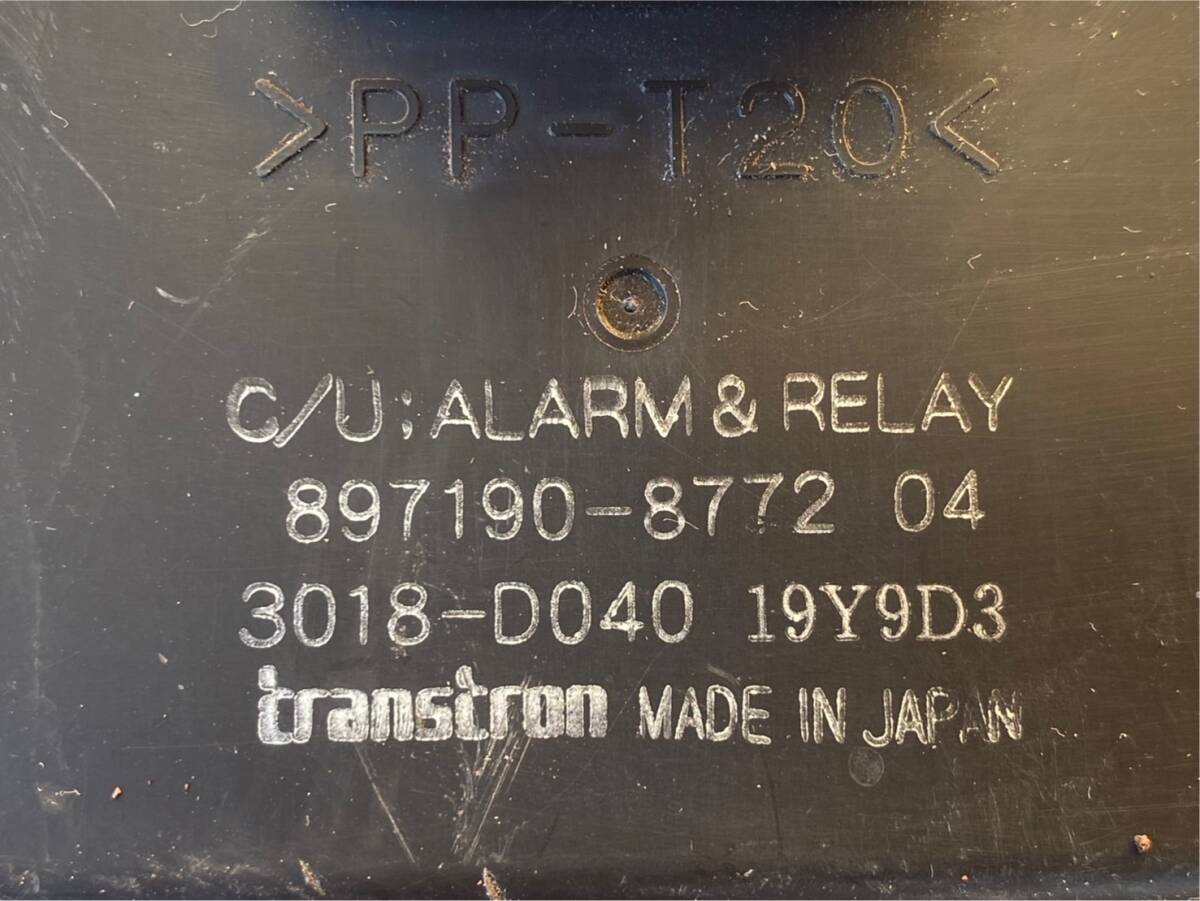 >PP-T20<
C/U; ALARM & RELAY
897190-8772 04
3018-D040 19Y9D3
transtron MADE IN JAPAN